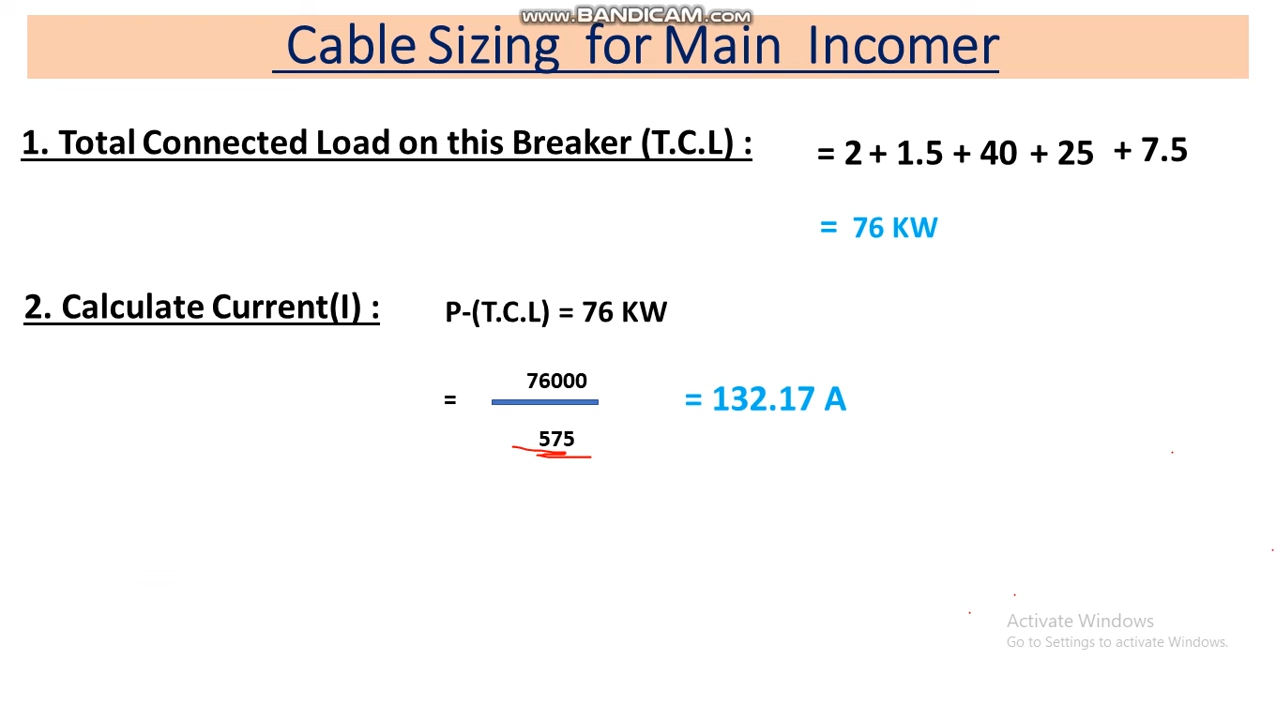 www.BANDICAM.com
Cable Sizing for Main Incomer
1. Total Connected Load on this Breaker (T.C.L) : = 2 + 1.5 + 40 + 25 + 7.5
= 76 KW
2. Calculate Current(I) : P-(T.C.L) = 76 KW
76000
= = 132.17 A
575
Activate Windows
Go to Settings to activate Windows.